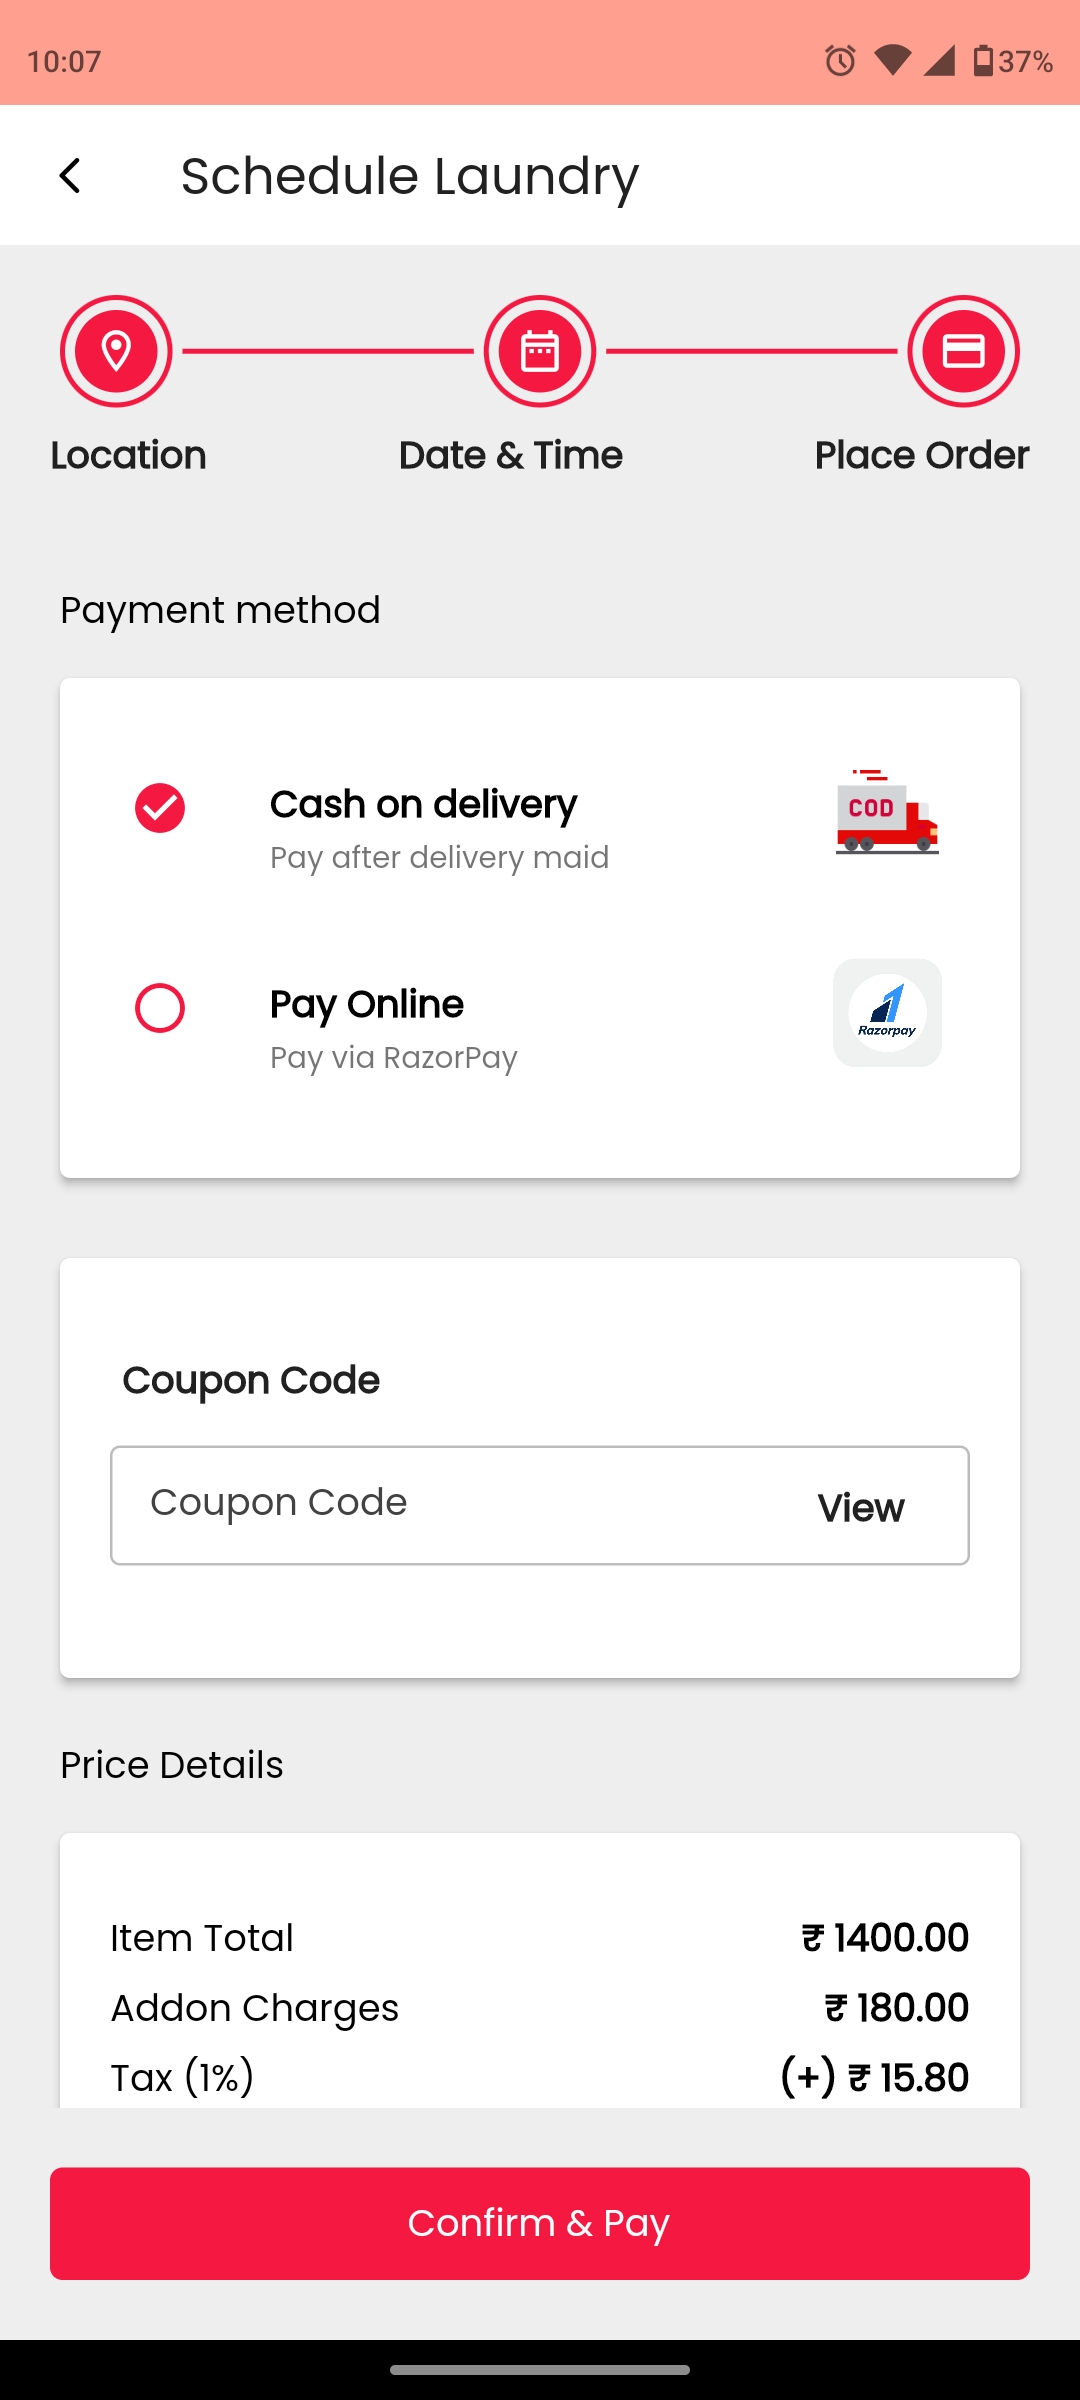 10:07
37%
Schedule Laundry
Location
Date & Time
Place Order
Payment method
Cash on delivery
Pay after delivery maid
COD
Pay Online
Pay via RazorPay
Razorpay
Coupon Code
Coupon Code
View
Price Details
Item Total
₹ 1400.00
Addon Charges
₹ 180.00
Tax (1%)
(+) ₹ 15.80
Confirm & Pay